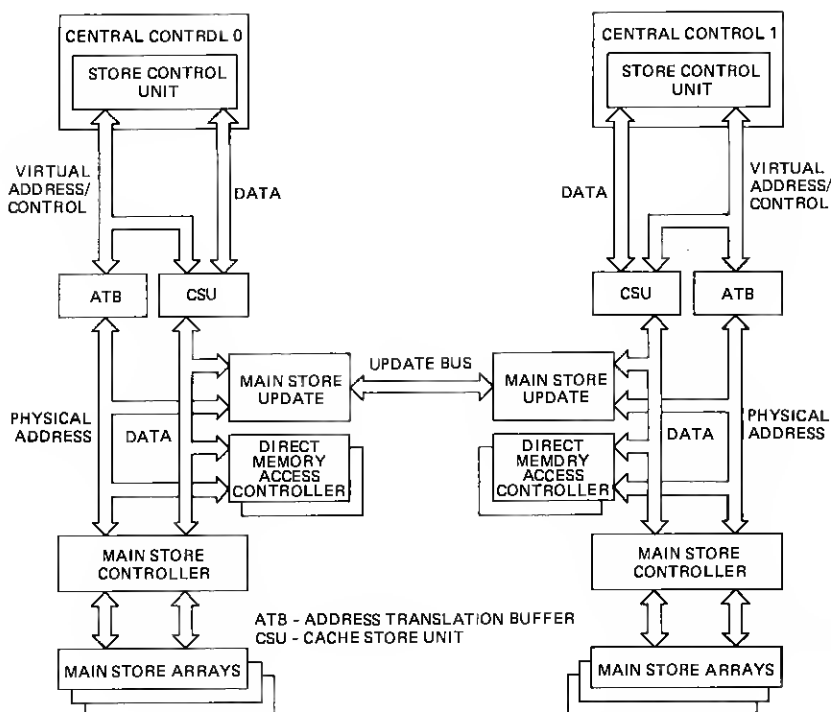 CENTRAL CONTROL 0
STORE CONTROL
UNIT
VIRTUAL
ADDRESS/
CONTROL
DATA
ATB
CSU
MAIN STORE
UPDATE
PHYSICAL
ADDRESS
DATA
DIRECT
MEMORY
ACCESS
CONTROLLER
MAIN STORE
CONTROLLER
MAIN STORE ARRAYS
UPDATE BUS
CENTRAL CONTROL 1
STORE CONTROL
UNIT
DATA
VIRTUAL
ADDRESS/
CONTROL
CSU
ATB
MAIN STORE
UPDATE
DATA
PHYSICAL
ADDRESS
DIRECT
MEMDRY
ACCESS
CONTROLLER
MAIN STORE
CONTROLLER
MAIN STORE ARRAYS
ATB - ADDRESS TRANSLATION BUFFER
CSU - CACHE STORE UNIT